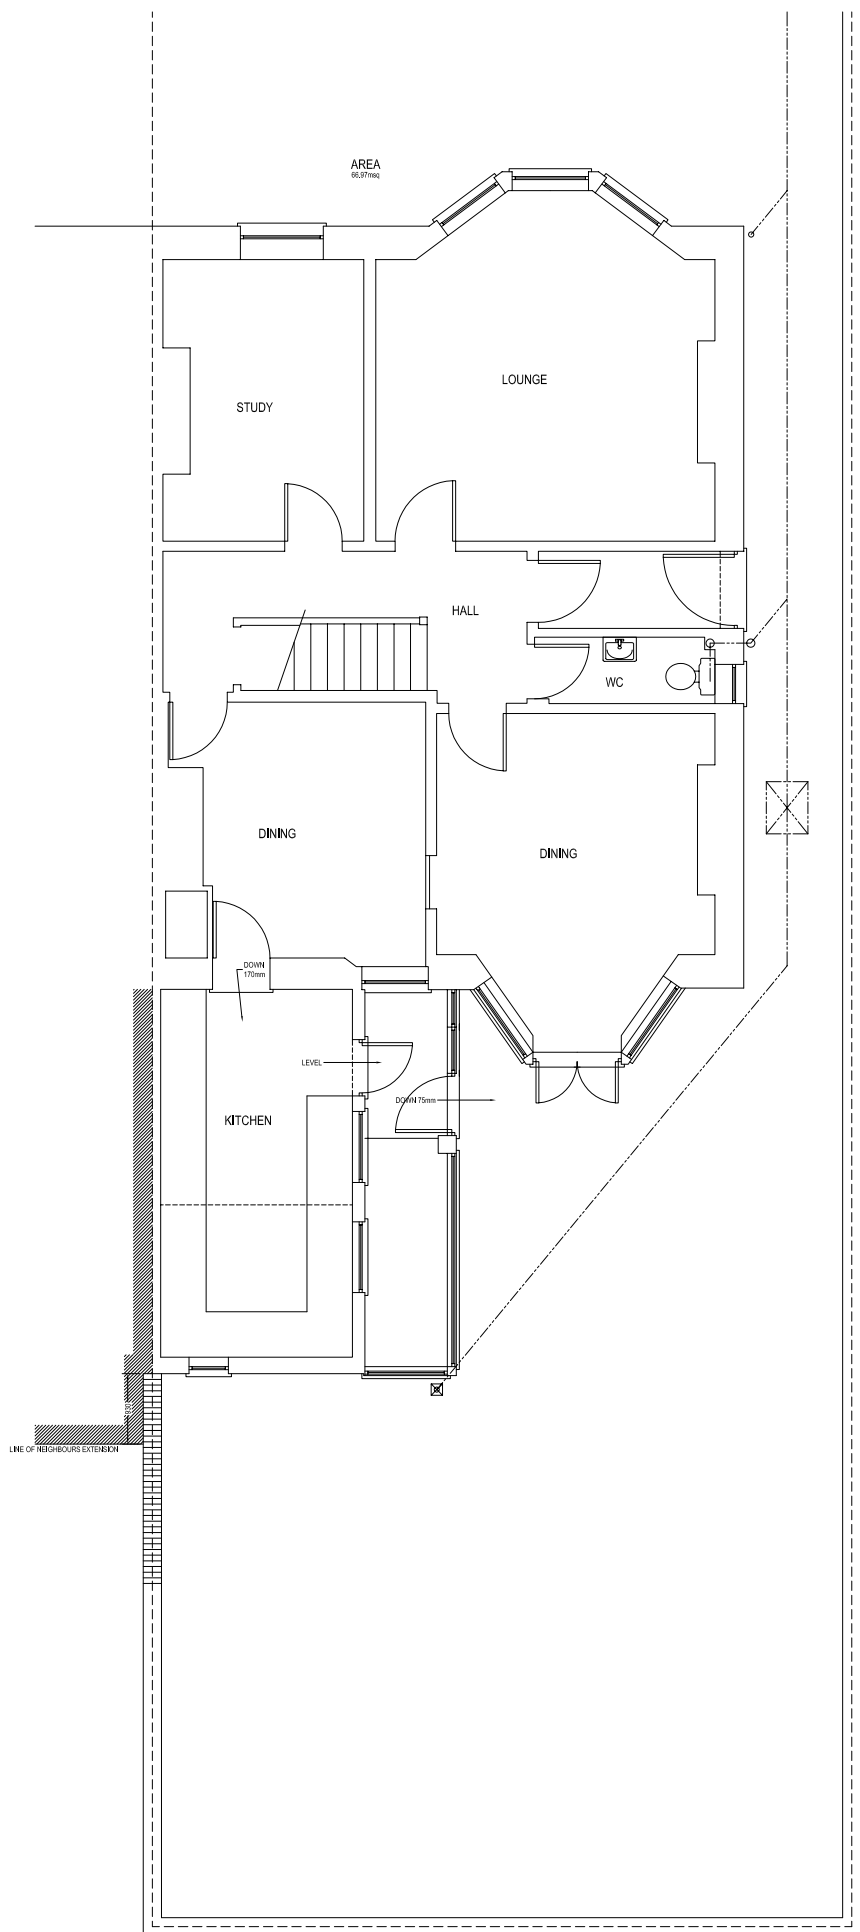 AREA
66.97msq
LOUNGE
STUDY
HALL
WC
DINING
DINING
DOWN
170mm
LEVEL
DOWN 75mm
KITCHEN
LINE OF NEIGHBOURS EXTENSION